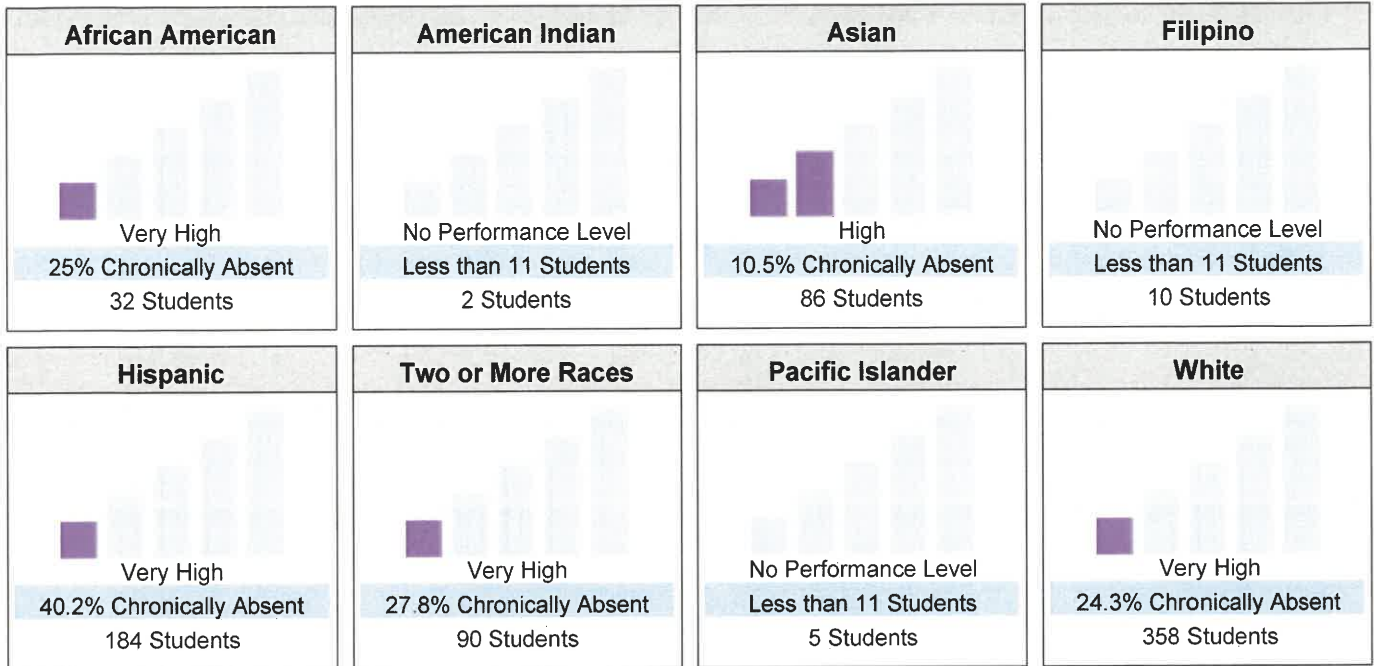 African American
Very High
25% Chronically Absent
32 Students
American Indian
No Performance Level
Less than 11 Students
2 Students
Asian
High
10.5% Chronically Absent
86 Students
Filipino
No Performance Level
Less than 11 Students
10 Students
Hispanic
Very High
40.2% Chronically Absent
184 Students
Two or More Races
Very High
27.8% Chronically Absent
90 Students
Pacific Islander
No Performance Level
Less than 11 Students
5 Students
White
Very High
24.3% Chronically Absent
358 Students